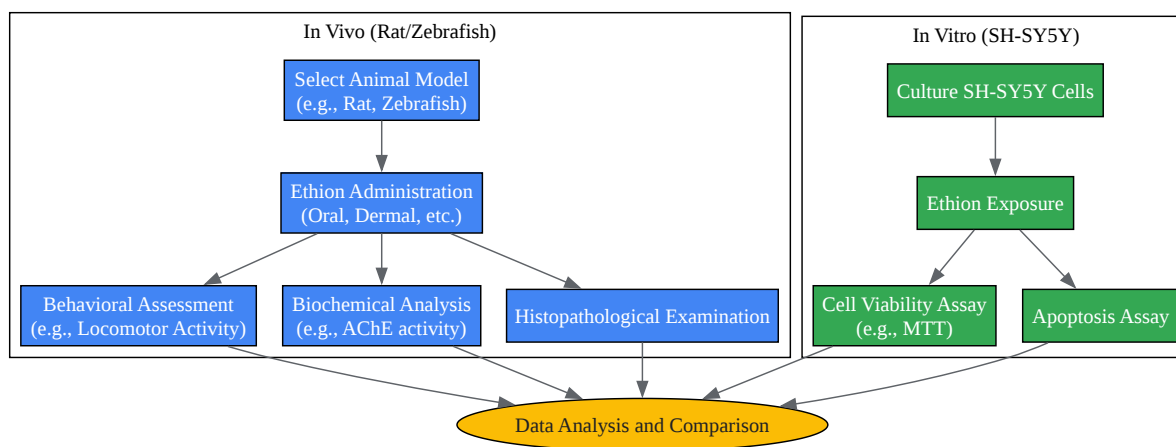 In Vivo (Rat/Zebrafish)
Select Animal Model
(e.g., Rat, Zebrafish)
Ethion Administration
(Oral, Dermal, etc.)
Behavioral Assessment
(e.g., Locomotor Activity)
Biochemical Analysis
(e.g., AChE activity)
Histopathological Examination
In Vitro (SH-SY5Y)
Culture SH-SY5Y Cells
Ethion Exposure
Cell Viability Assay
(e.g., MTT)
Apoptosis Assay
Data Analysis and Comparison